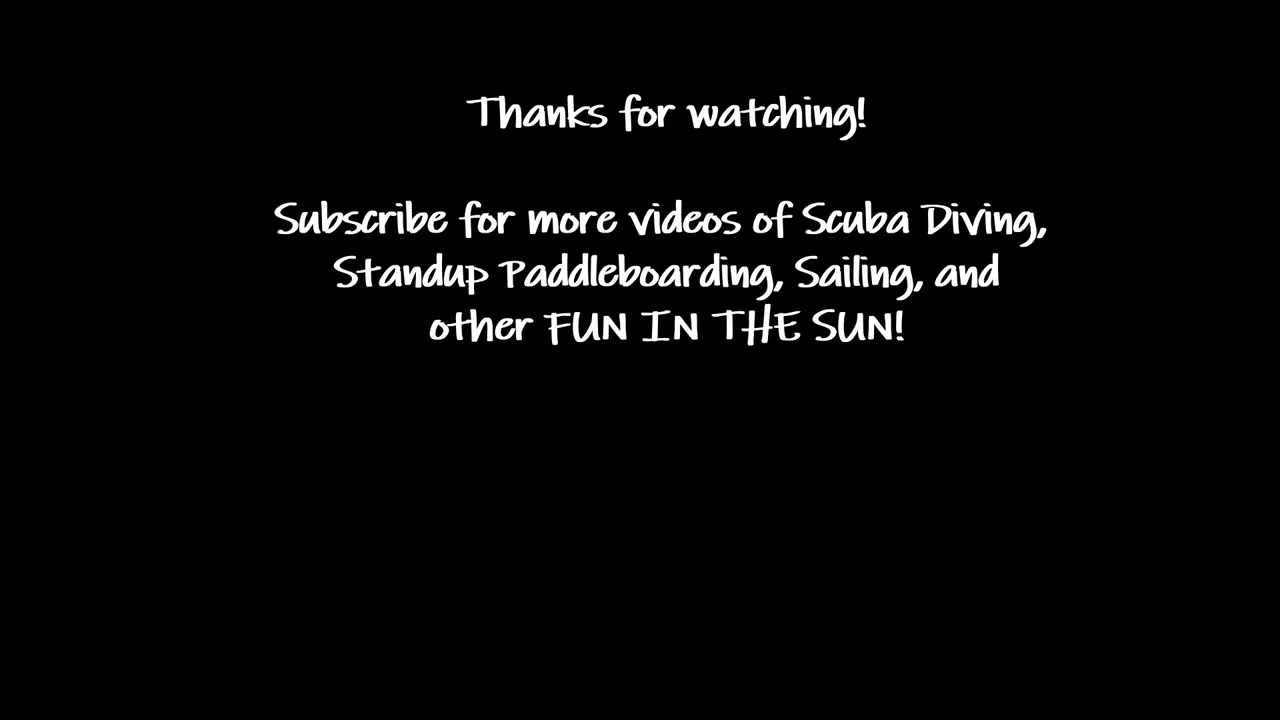 Thanks for watching!
Subscribe for more videos of Scuba Diving,
Standup Paddleboarding, Sailing, and
other FUN IN THE SUN!